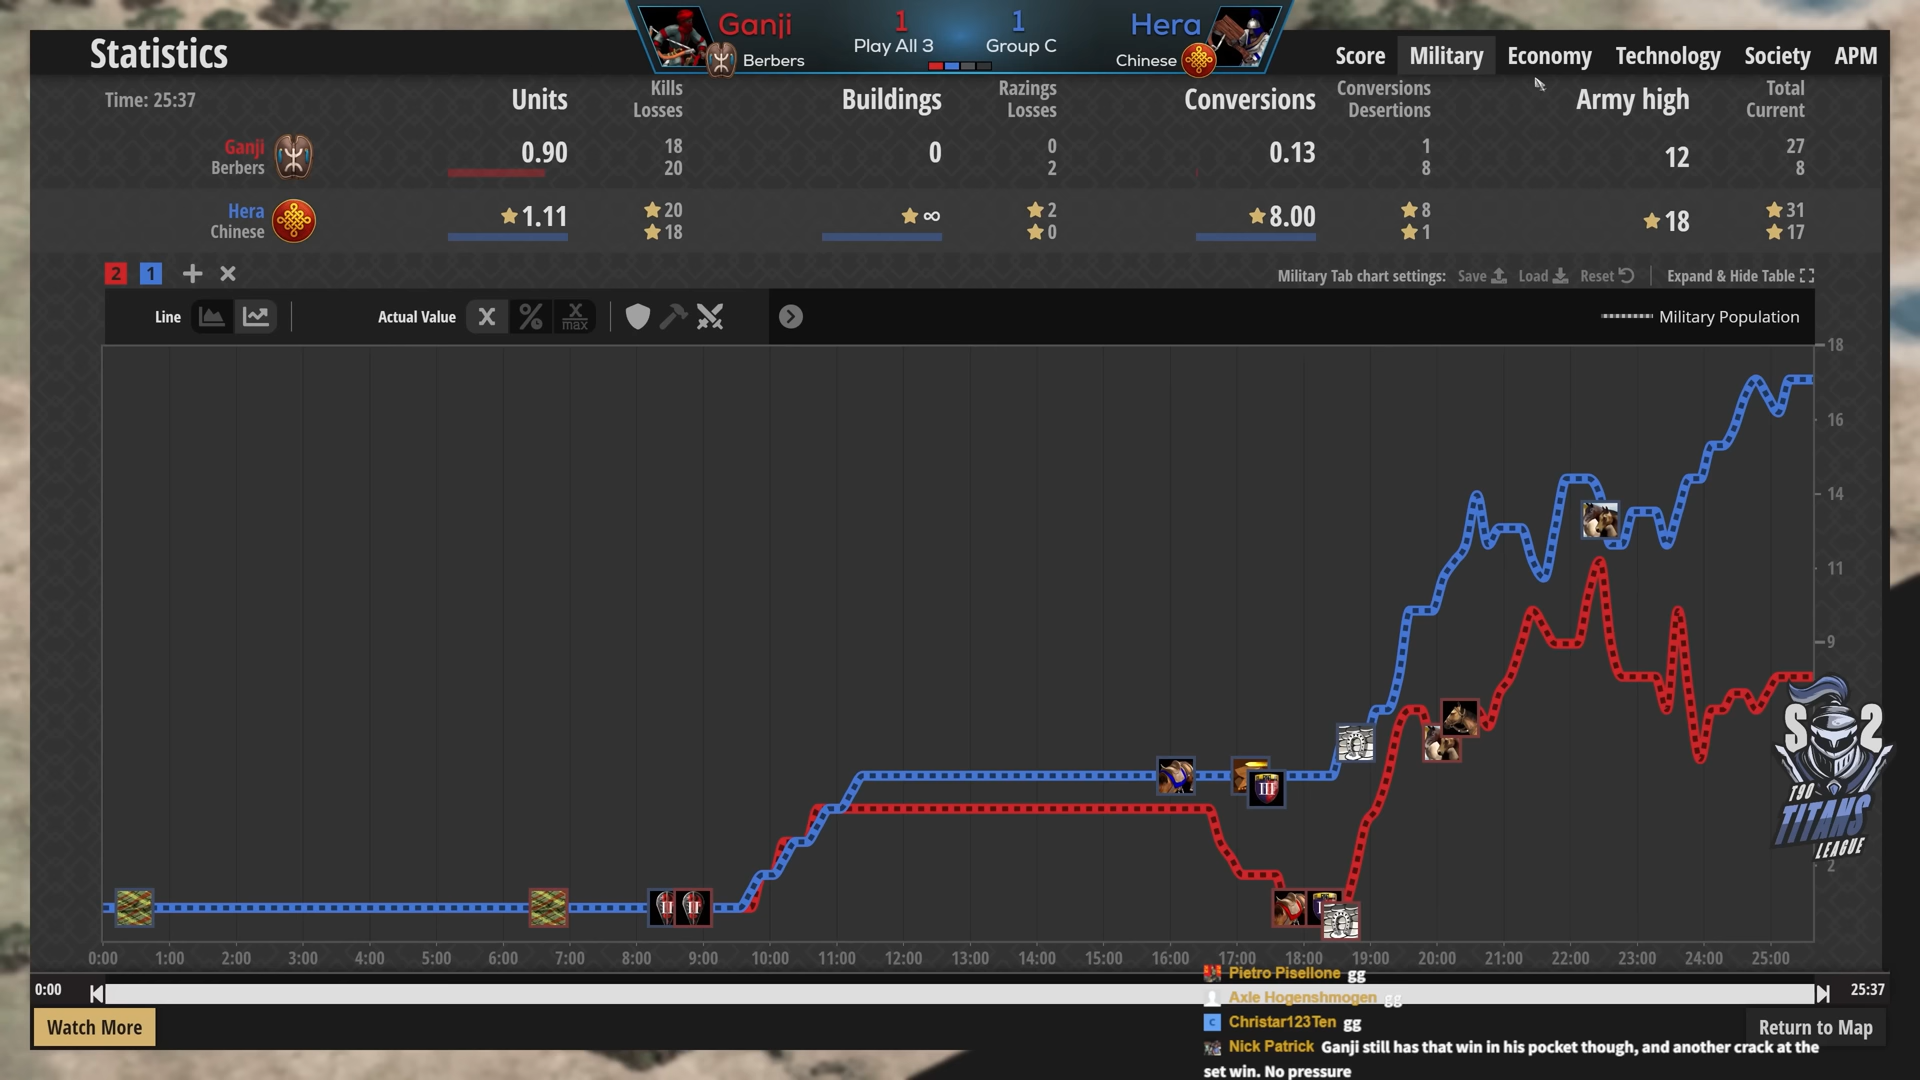 Ganji
1
1
Hera
Play All 3
Group C
Berbers
Chinese
Statistics
Score
Military
Economy
Technology
Society
APM
Time: 25:37
Units
Kills
Losses
Buildings
Razings
Losses
Conversions
Conversions
Desertions
Army high
Total
Current
Ganji
Berbers
0.90
18
20
0
0
2
0.13
1
8
12
27
8
Hera
Chinese
1.11
20
18
∞
2
0
8.00
8
1
18
31
17
2
1
Military Tab chart settings:
Save
Load
Reset
Expand & Hide Table
Line
Actual Value
X
%
X
max
Military Population
18
16
14
11
9
2
II
II
III
0:00
1:00
2:00
3:00
4:00
5:00
6:00
7:00
8:00
9:00
10:00
11:00
12:00
13:00
14:00
15:00
16:00
17:00
18:00
19:00
20:00
21:00
22:00
23:00
24:00
25:00
S 2
T90
TITANS
LEAGUE
0:00
25:37
Watch More
Return to Map
Pietro Pisellone gg
Axle Hogenshmogen gg
C Christar123Ten gg
Nick Patrick Ganji still has that win in his pocket though, and another crack at the
set win. No pressure